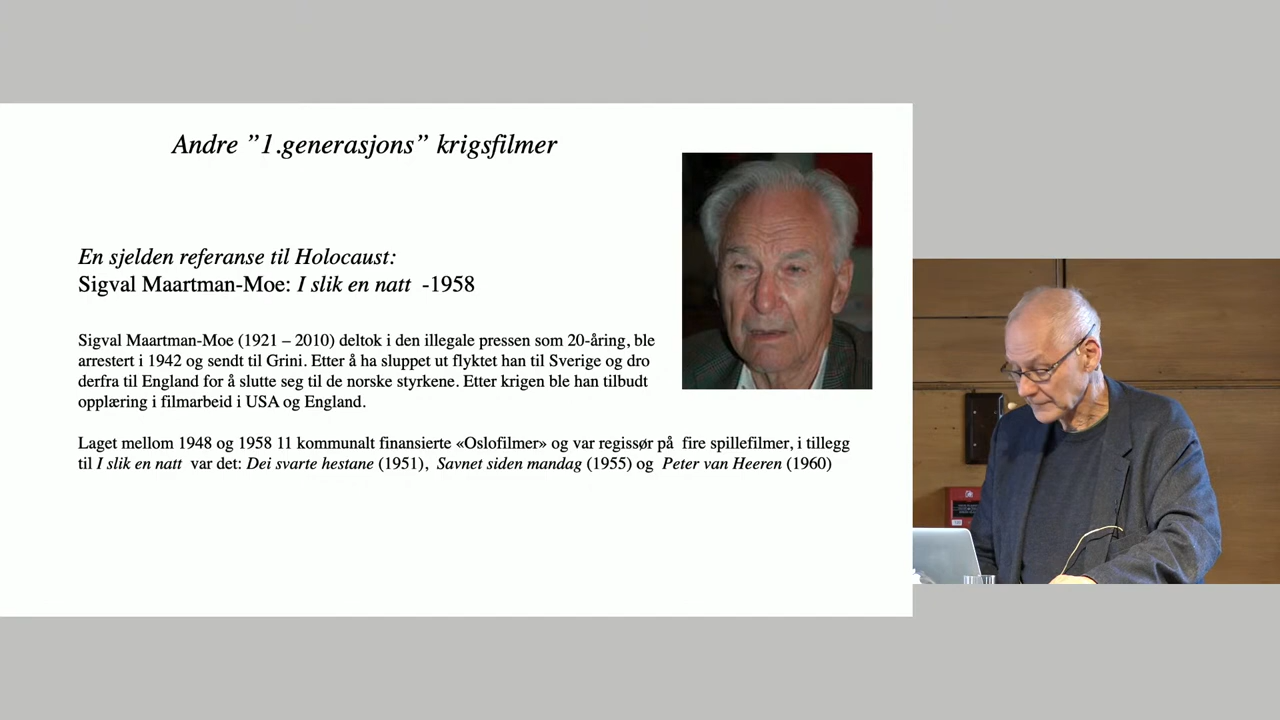 Andre ”1.generasjons” krigsfilmer
En sjelden referanse til Holocaust:
Sigval Maartman-Moe: I slik en natt -1958
Sigval Maartman-Moe (1921 – 2010) deltok i den illegale pressen som 20-åring, ble
arrestert i 1942 og sendt til Grini. Etter å ha sluppet ut flyktet han til Sverige og dro
derfra til England for å slutte seg til de norske styrkene. Etter krigen ble han tilbudt
opplæring i filmarbeid i USA og England.
Laget mellom 1948 og 1958 11 kommunalt finansierte «Oslofilmer» og var regissør på fire spillefilmer, i tillegg
til I slik en natt var det: Dei svarte hestane (1951), Savnet siden mandag (1955) og Peter van Heeren (1960)